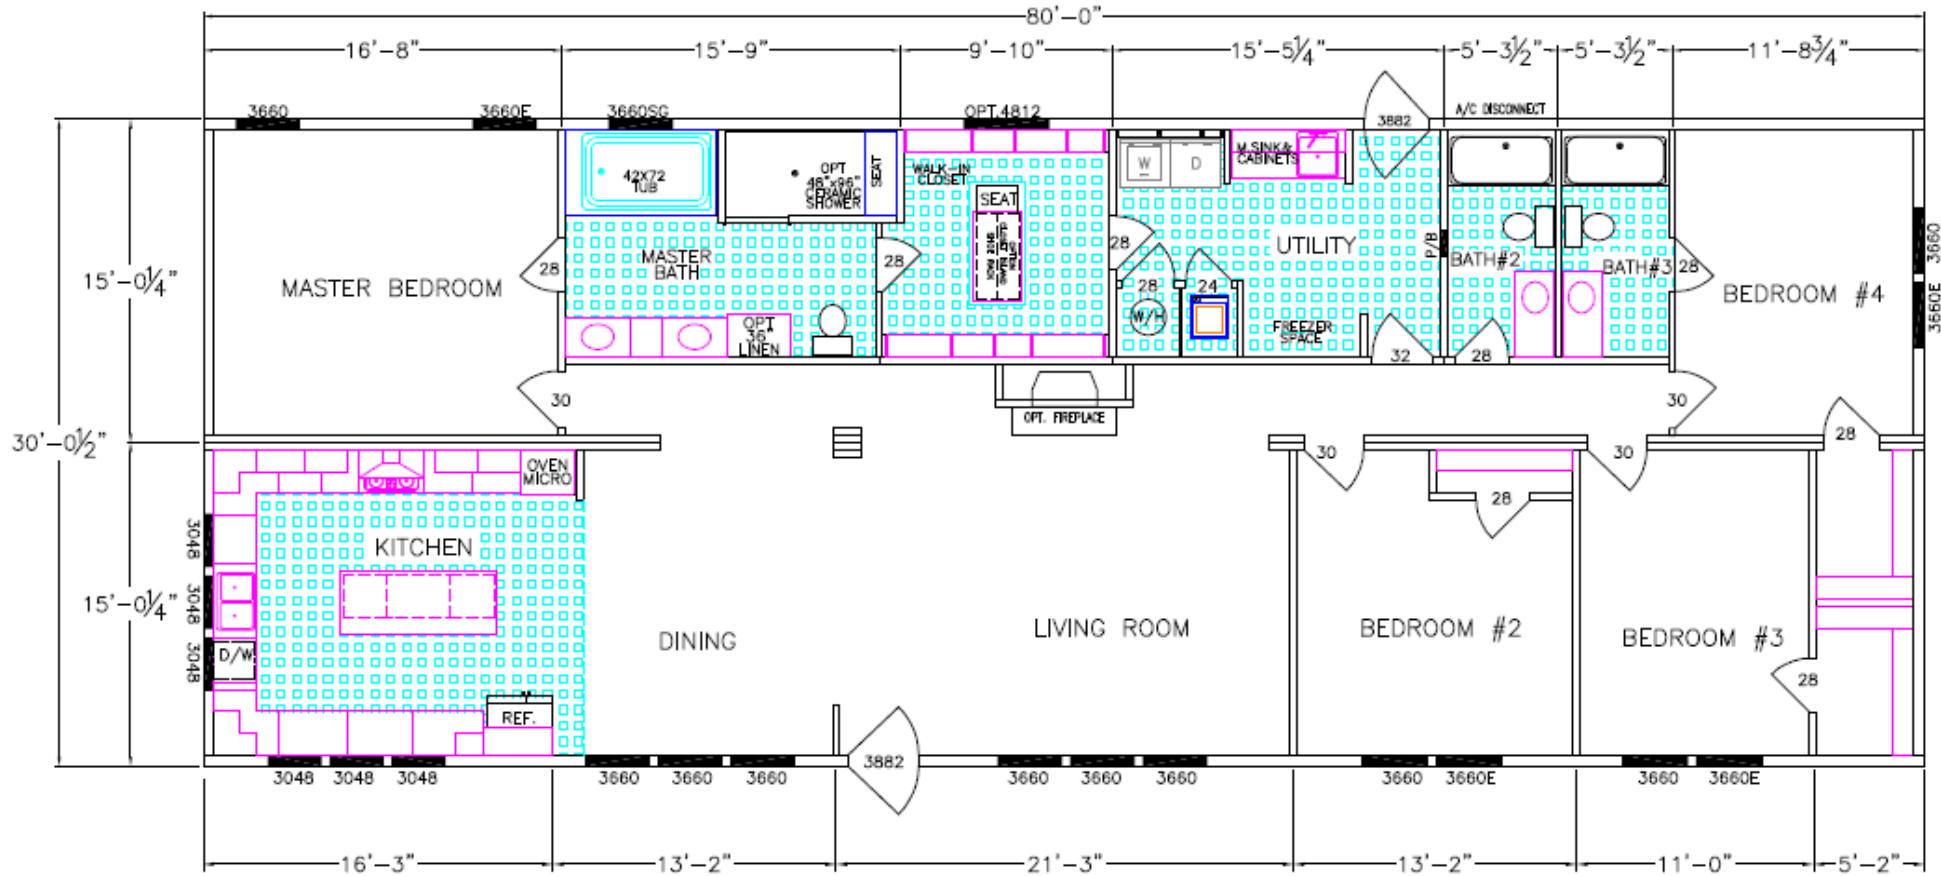 80'-0"
16'-8"
15'-9"
9'-10"
15'-5¼"
5'-3½"
5'-3½"
11'-8¾"
3660
3660E
3660SG
OPT.4812
3882
A/C DISCONNECT
42X72
TUB
OPT
48"x96"
CERAMIC
SHOWER
SEAT
WALK-IN
CLOSET
SEAT
W
D
M.SINK&
CABINETS
MASTER
BATH
28
28
28
UTILITY
P/B
BATH#2
BATH#3
28
3660
3660E
15'-0¼"
MASTER BEDROOM
BEDROOM #4
28
24
W/H
FREEZER
SPACE
OPT
36"
LINEN
32
28
30
OPT. FIREPLACE
30
30'-0½"
28
30
30
OVEN
MICRO
28
3048
3048
3048
KITCHEN
15'-0¼"
DINING
LIVING ROOM
BEDROOM #2
BEDROOM #3
D/W
28
REF.
3882
3048
3048
3048
3660
3660
3660
3660
3660
3660
3660
3660E
3660
3660E
16'-3"
13'-2"
21'-3"
13'-2"
11'-0"
5'-2"